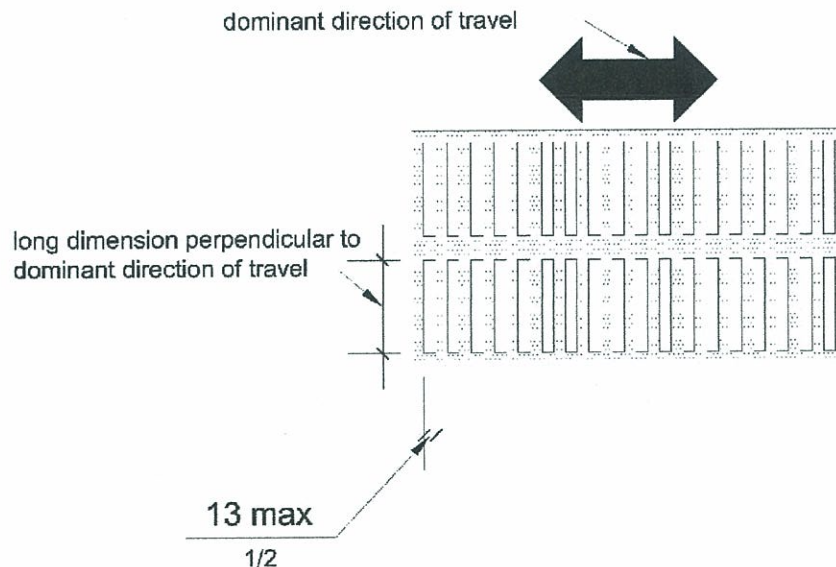 dominant direction of travel
long dimension perpendicular to
dominant direction of travel
13 max
1/2